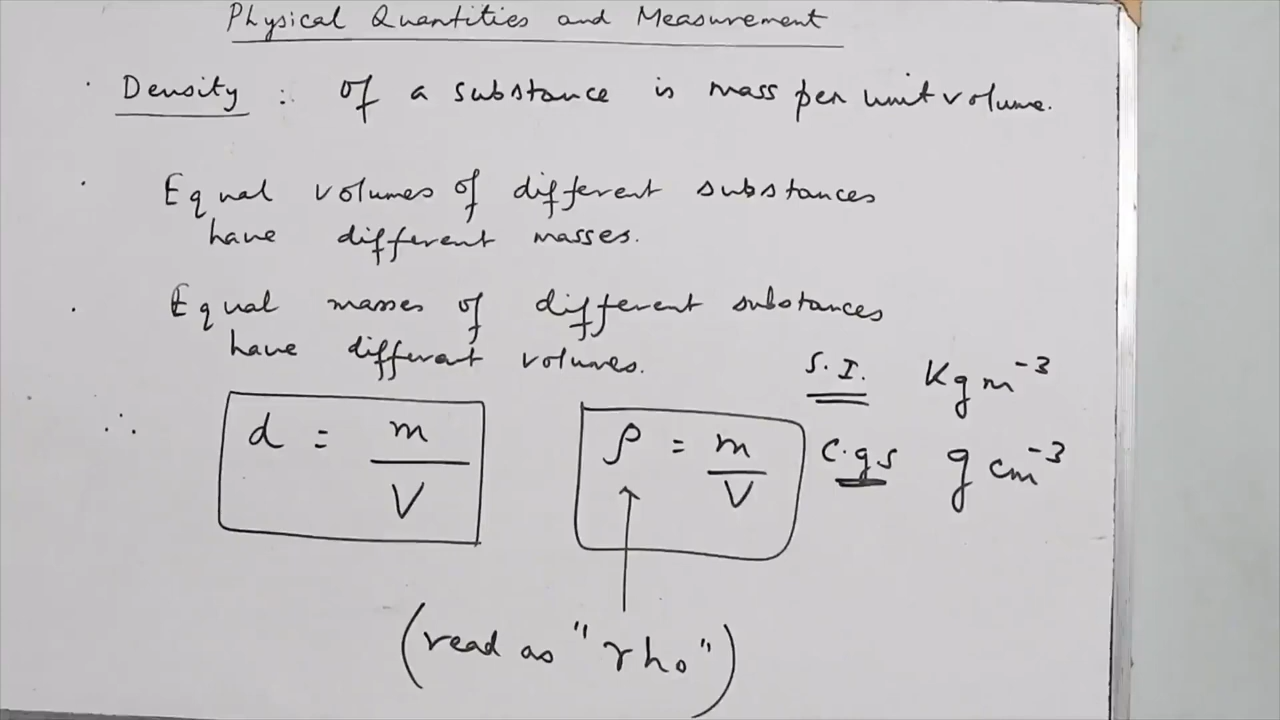 Physical Quantities and Measurement
Density : of a substance is mass per unit volume.
Equal volumes of different substances
have different masses.
Equal masses of different substances
have different volumes.
S.I. Kg m⁻³
∴ d = m/V ρ = m/V C.g.s g cm⁻³
(read as "rho")